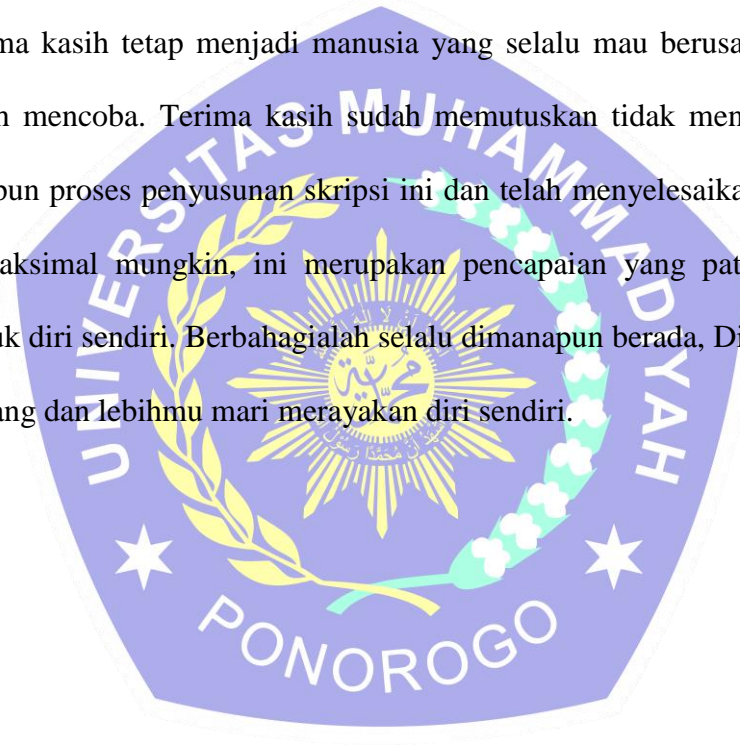 ma kasih tetap menjadi manusia yang selalu mau berusa
n mencoba. Terima kasih sudah memutuskan tidak men
pun proses penyusunan skripsi ini dan telah menyelesaika
aksimal mungkin, ini merupakan pencapaian yang pat
uk diri sendiri. Berbahagialah selalu dimanapun berada, Di
ang dan lebihmu mari merayakan diri sendiri.
UNIVERSITAS MUHAMMADIYAH
PONOROGO
محمدية